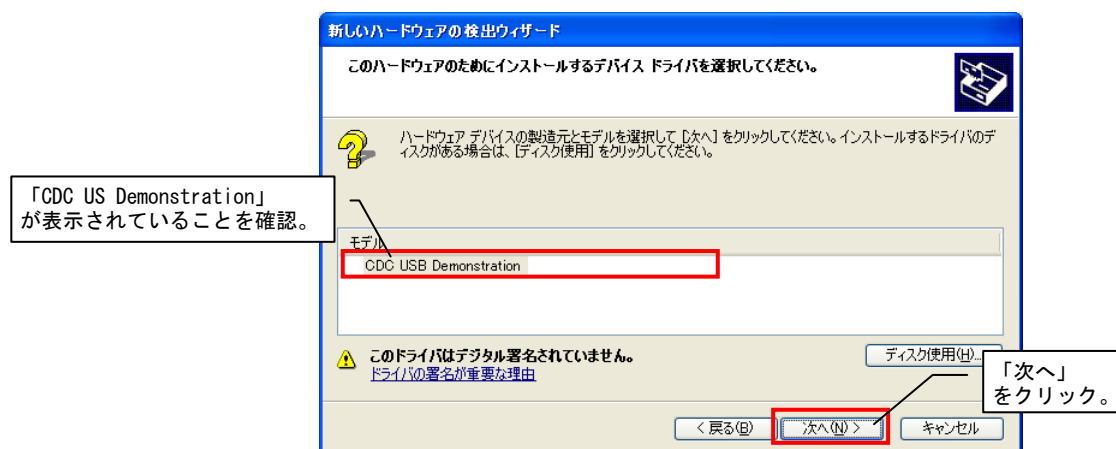 新しいハードウェアの検出ウィザード
このハードウェアのためにインストールするデバイス ドライバを選択してください。
ハードウェア デバイスの製造元とモデルを選択して [次へ] をクリックしてください。インストールするドライバのデ
ィスクがある場合は、[ディスク使用] をクリックしてください。
「CDC US Demonstration」
が表示されていることを確認。
モデル
CDC USB Demonstration
このドライバはデジタル署名されていません。
ドライバの署名が重要な理由
ディスク使用(H)...
「次へ」
をクリック。
< 戻る(B)
次へ(N) >
キャンセル